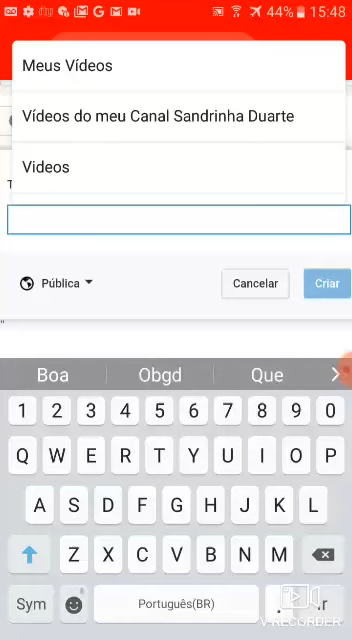 44% 15:48
Meus Vídeos
Vídeos do meu Canal Sandrinha Duarte
Videos
Pública Cancelar Criar
"
Boa Obgd Que
1 2 3 4 5 6 7 8 9 0
Q W E R T Y U I O P
A S D F G H J K L
Z X C V B N M
Sym Português(BR) . Ir
V-RECORDER